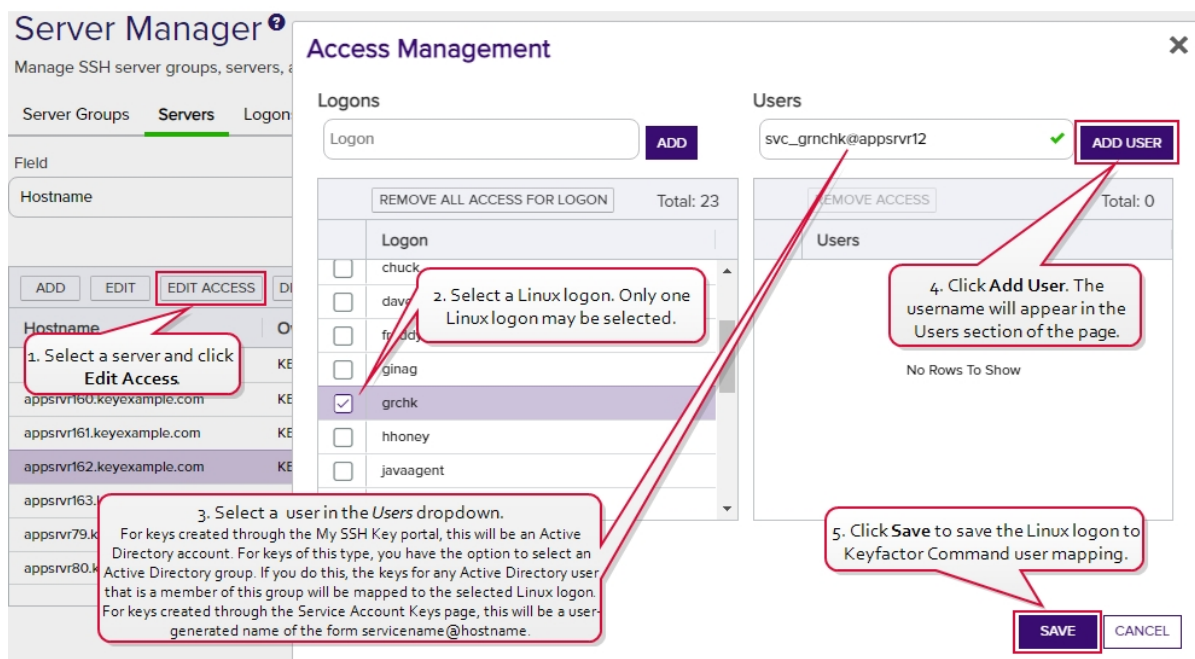 Server Manager ?
Manage SSH server groups, servers, a
Server Groups Servers Logon
Field
Hostname
ADD EDIT EDIT ACCESS
Hostname
1. Select a server and click
Edit Access.
appsrvr160.keyexample.com KE
appsrvr161.keyexample.com KE
appsrvr162.keyexample.com KE
appsrvr163.
appsrvr79.k
appsrvr80.k
Access Management
Logons
Logon ADD
REMOVE ALL ACCESS FOR LOGON Total: 23
Logon
chuck
dave
freddy
ginag
grchk
hhoney
javaagent
2. Select a Linux logon. Only one
Linux logon may be selected.
Users
svc_grnchk@appsrvr12 ADD USER
REMOVE ACCESS Total: 0
Users
No Rows To Show
3. Select a user in the Users dropdown.
For keys created through the My SSH Key portal, this will be an Active
Directory account. For keys of this type, you have the option to select an
Active Directory group. If you do this, the keys for any Active Directory user
that is a member of this group will be mapped to the selected Linux logon.
For keys created through the Service Account Keys page, this will be a user-
generated name of the form servicename@hostname.
4. Click Add User. The
username will appear in the
Users section of the page.
5. Click Save to save the Linux logon to
Keyfactor Command user mapping.
SAVE CANCEL